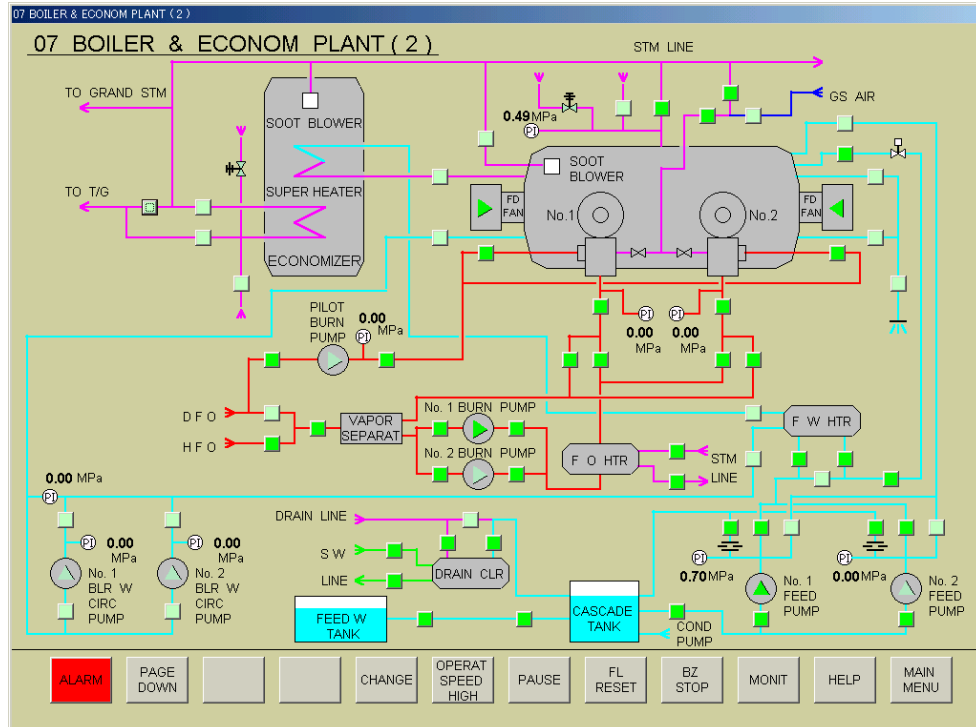 07 BOILER & ECONOM PLANT ( 2 )
07 BOILER & ECONOM PLANT ( 2 )
STM LINE
TO GRAND STM
SOOT BLOWER
0.49 MPa
PI
GS AIR
SOOT
BLOWER
SUPER HEATER
TO T/G
FD
FAN
No.1
No.2
FD
FAN
ECONOMIZER
PILOT
BURN
PUMP
0.00
MPa
PI
PI
PI
0.00
MPa
0.00
MPa
D F O
H F O
VAPOR
SEPARAT
No. 1 BURN PUMP
No. 2 BURN PUMP
F W HTR
F O HTR
STM
LINE
0.00 MPa
PI
DRAIN LINE
S W
LINE
DRAIN CLR
PI
0.00
MPa
PI
0.00
MPa
No. 1
BLR W
CIRC
PUMP
No. 2
BLR W
CIRC
PUMP
PI
0.70 MPa
PI
0.00 MPa
No. 1
FEED
PUMP
No. 2
FEED
PUMP
FEED W
TANK
CASCADE
TANK
COND
PUMP
ALARM
PAGE
DOWN
CHANGE
OPERAT
SPEED
HIGH
PAUSE
FL
RESET
BZ
STOP
MONIT
HELP
MAIN
MENU